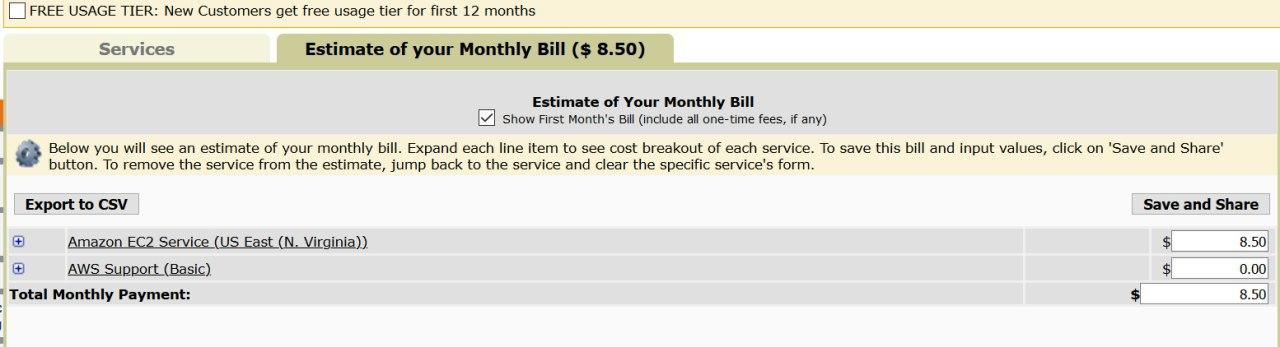 FREE USAGE TIER: New Customers get free usage tier for first 12 months
Services
Estimate of your Monthly Bill ($ 8.50)
Estimate of Your Monthly Bill
Show First Month's Bill (include all one-time fees, if any)
Below you will see an estimate of your monthly bill. Expand each line item to see cost breakout of each service. To save this bill and input values, click on 'Save and Share'
button. To remove the service from the estimate, jump back to the service and clear the specific service's form.
Export to CSV
Save and Share
Amazon EC2 Service (US East (N. Virginia)) $ 8.50
AWS Support (Basic) $ 0.00
Total Monthly Payment: $ 8.50